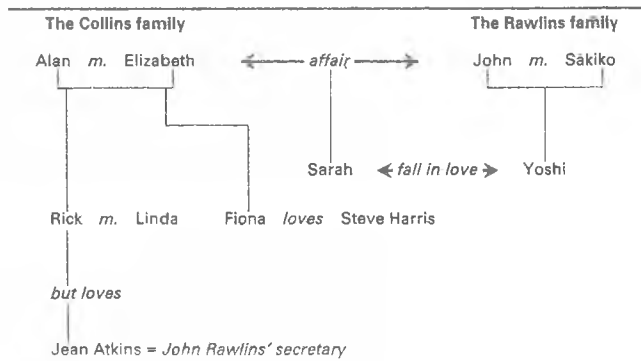 The Collins family The Rawlins family
Alan m. Elizabeth affair John m. Sakiko
Sarah fall in love Yoshi
Rick m. Linda Fiona loves Steve Harris
but loves
Jean Atkins = John Rawlins' secretary